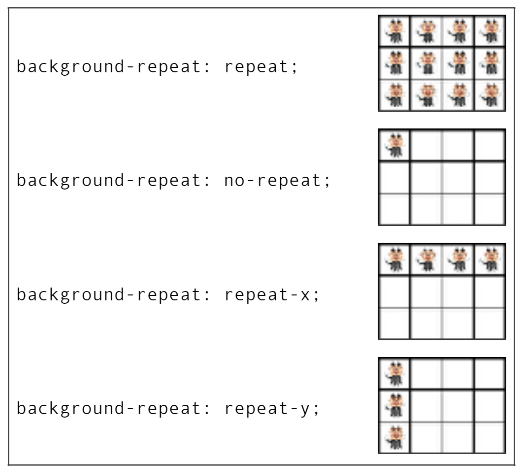 background-repeat: repeat;
background-repeat: no-repeat;
background-repeat: repeat-x;
background-repeat: repeat-y;